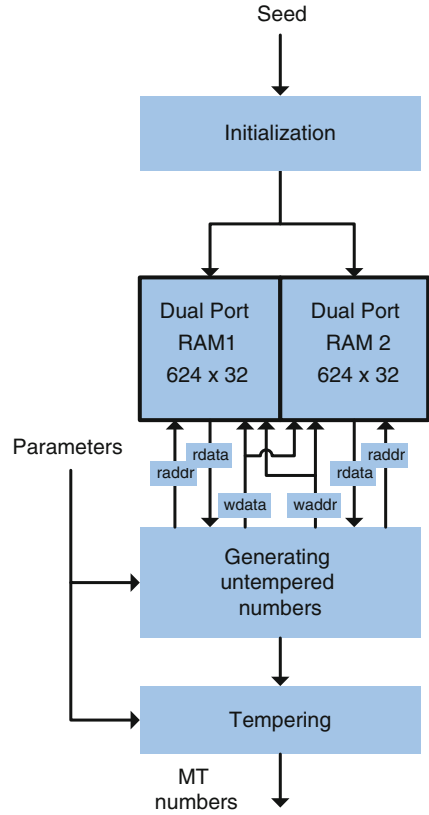 Seed
Initialization
Dual Port
RAM1
624 x 32
Dual Port
RAM 2
624 x 32
Parameters
raddr
rdata
wdata
waddr
rdata
raddr
Generating
untempered
numbers
Tempering
MT
numbers